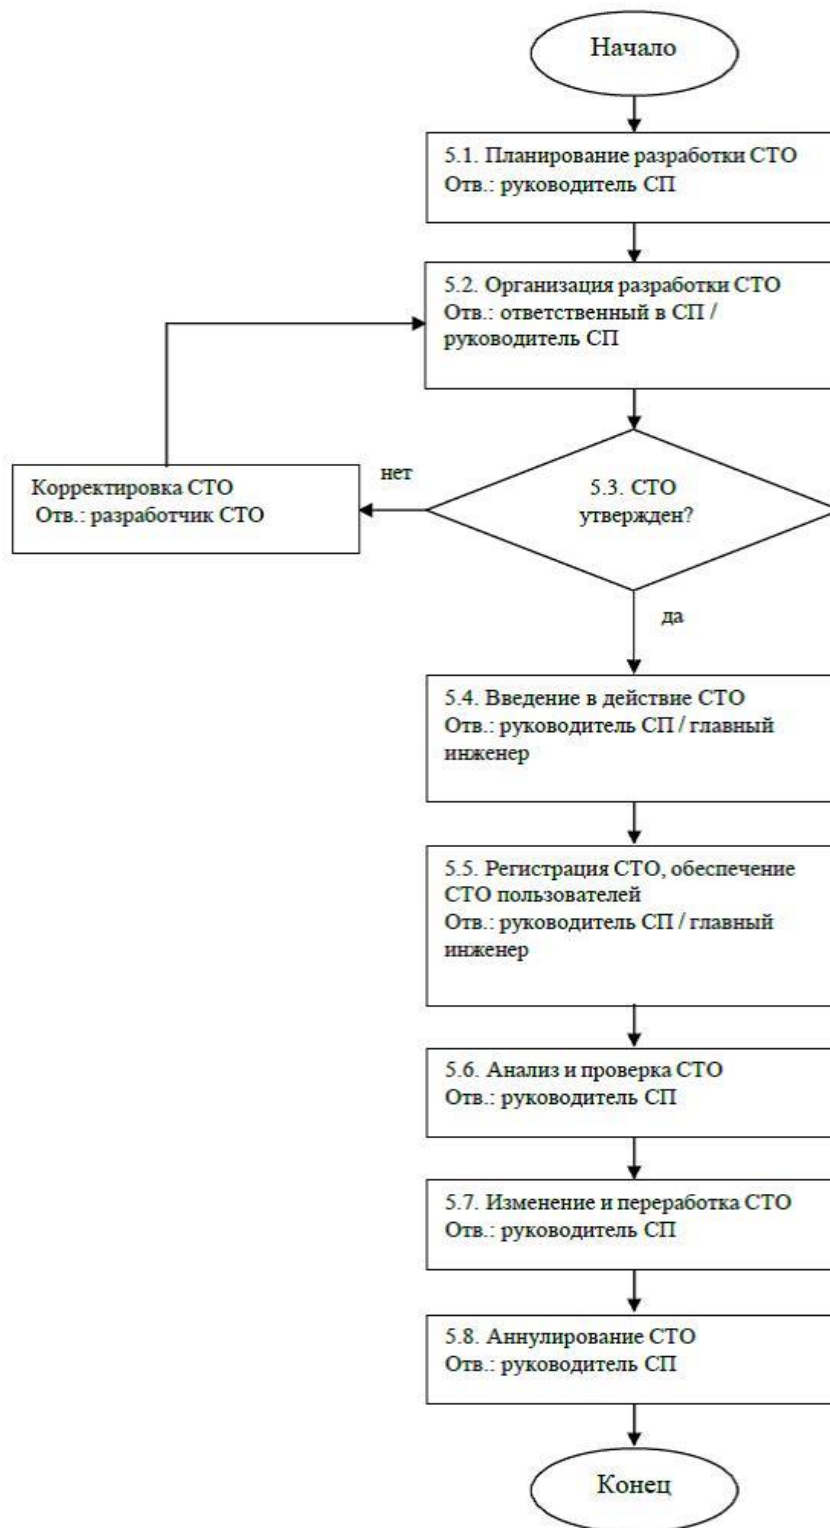 Начало
5.1. Планирование разработки СТО
Отв.: руководитель СП
5.2. Организация разработки СТО
Отв.: ответственный в СП /
руководитель СП
нет
Корректировка СТО
Отв.: разработчик СТО
5.3. СТО
утвержден?
да
5.4. Введение в действие СТО
Отв.: руководитель СП / главный
инженер
5.5. Регистрация СТО, обеспечение
СТО пользователей
Отв.: руководитель СП / главный
инженер
5.6. Анализ и проверка СТО
Отв.: руководитель СП
5.7. Изменение и переработка СТО
Отв.: руководитель СП
5.8. Аннулирование СТО
Отв.: руководитель СП
Конец